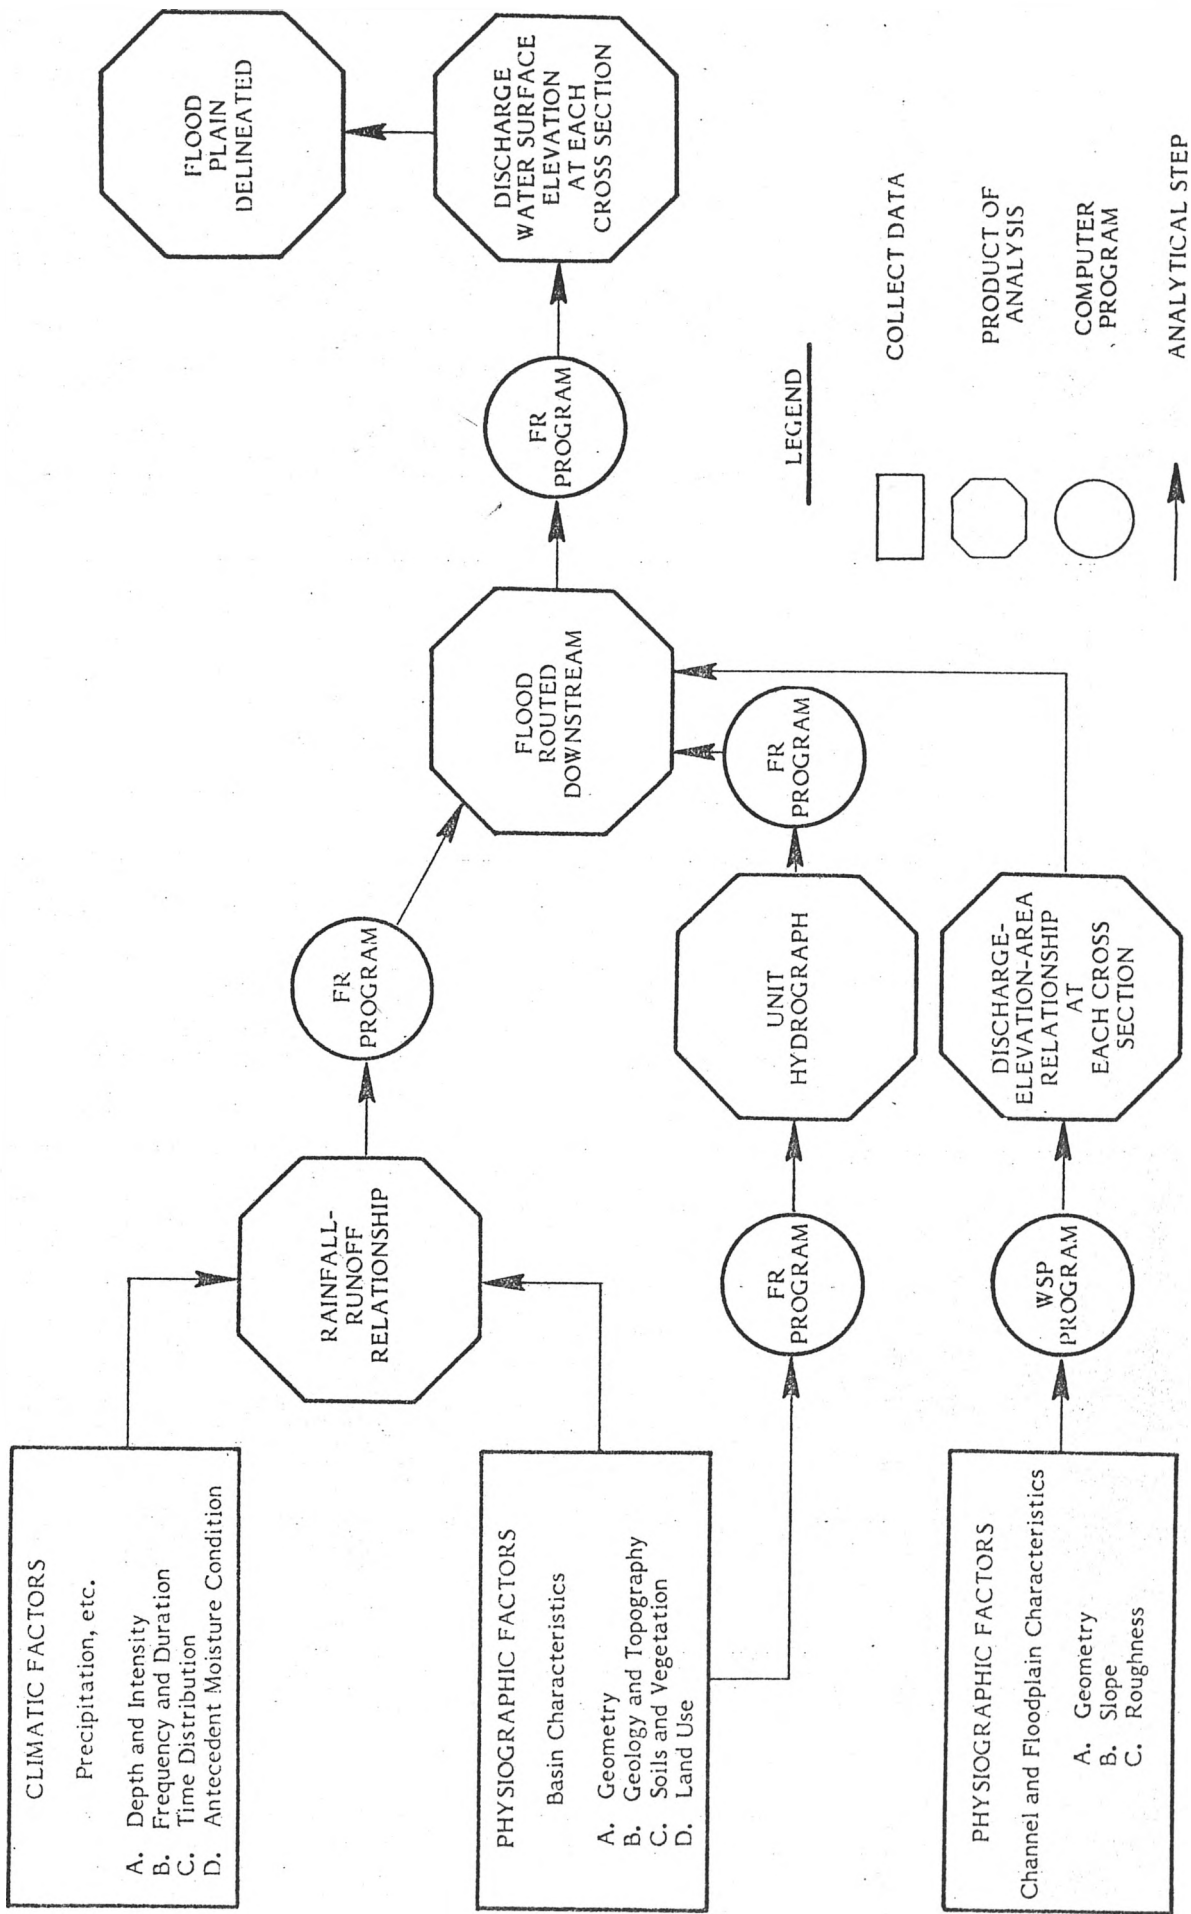 CLIMATIC FACTORS
Precipitation, etc.
A. Depth and Intensity
B. Frequency and Duration
C. Time Distribution
D. Antecedent Moisture Condition
PHYSIOGRAPHIC FACTORS
Basin Characteristics
A. Geometry
B. Geology and Topography
C. Soils and Vegetation
D. Land Use
PHYSIOGRAPHIC FACTORS
Channel and Floodplain Characteristics
A. Geometry
B. Slope
C. Roughness
RAINFALL-
RUNOFF
RELATIONSHIP
FR
PROGRAM
FR
PROGRAM
WSP
PROGRAM
UNIT
HYDROGRAPH
DISCHARGE-
ELEVATION-AREA
RELATIONSHIP
AT
EACH CROSS
SECTION
FR
PROGRAM
FLOOD
ROUTED
DOWNSTREAM
FR
PROGRAM
DISCHARGE
WATER SURFACE
ELEVATION
AT EACH
CROSS SECTION
FLOOD
PLAIN
DELINEATED
LEGEND
COLLECT DATA
PRODUCT OF
ANALYSIS
COMPUTER
PROGRAM
ANALYTICAL STEP